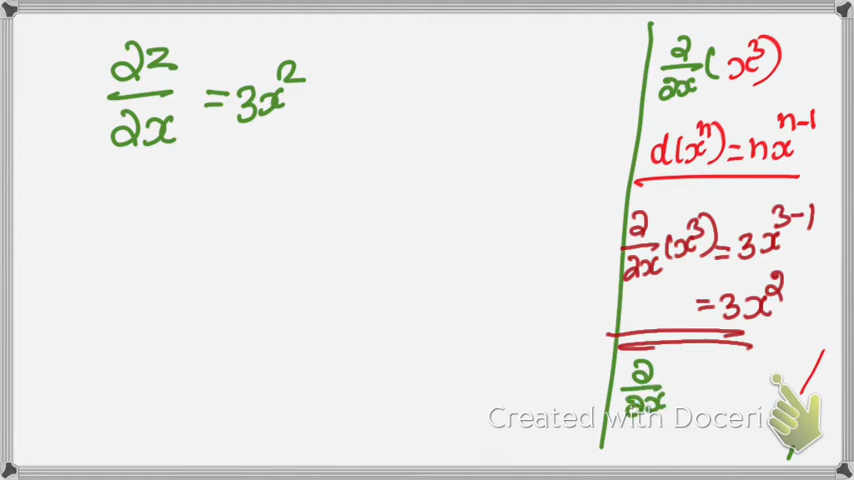 ∂z/∂x = 3x²
∂/∂x (x³)
d(xⁿ) = nxⁿ⁻¹
∂/∂x (x³) = 3x³⁻¹
= 3x²
∂/∂x
Created with Doceri